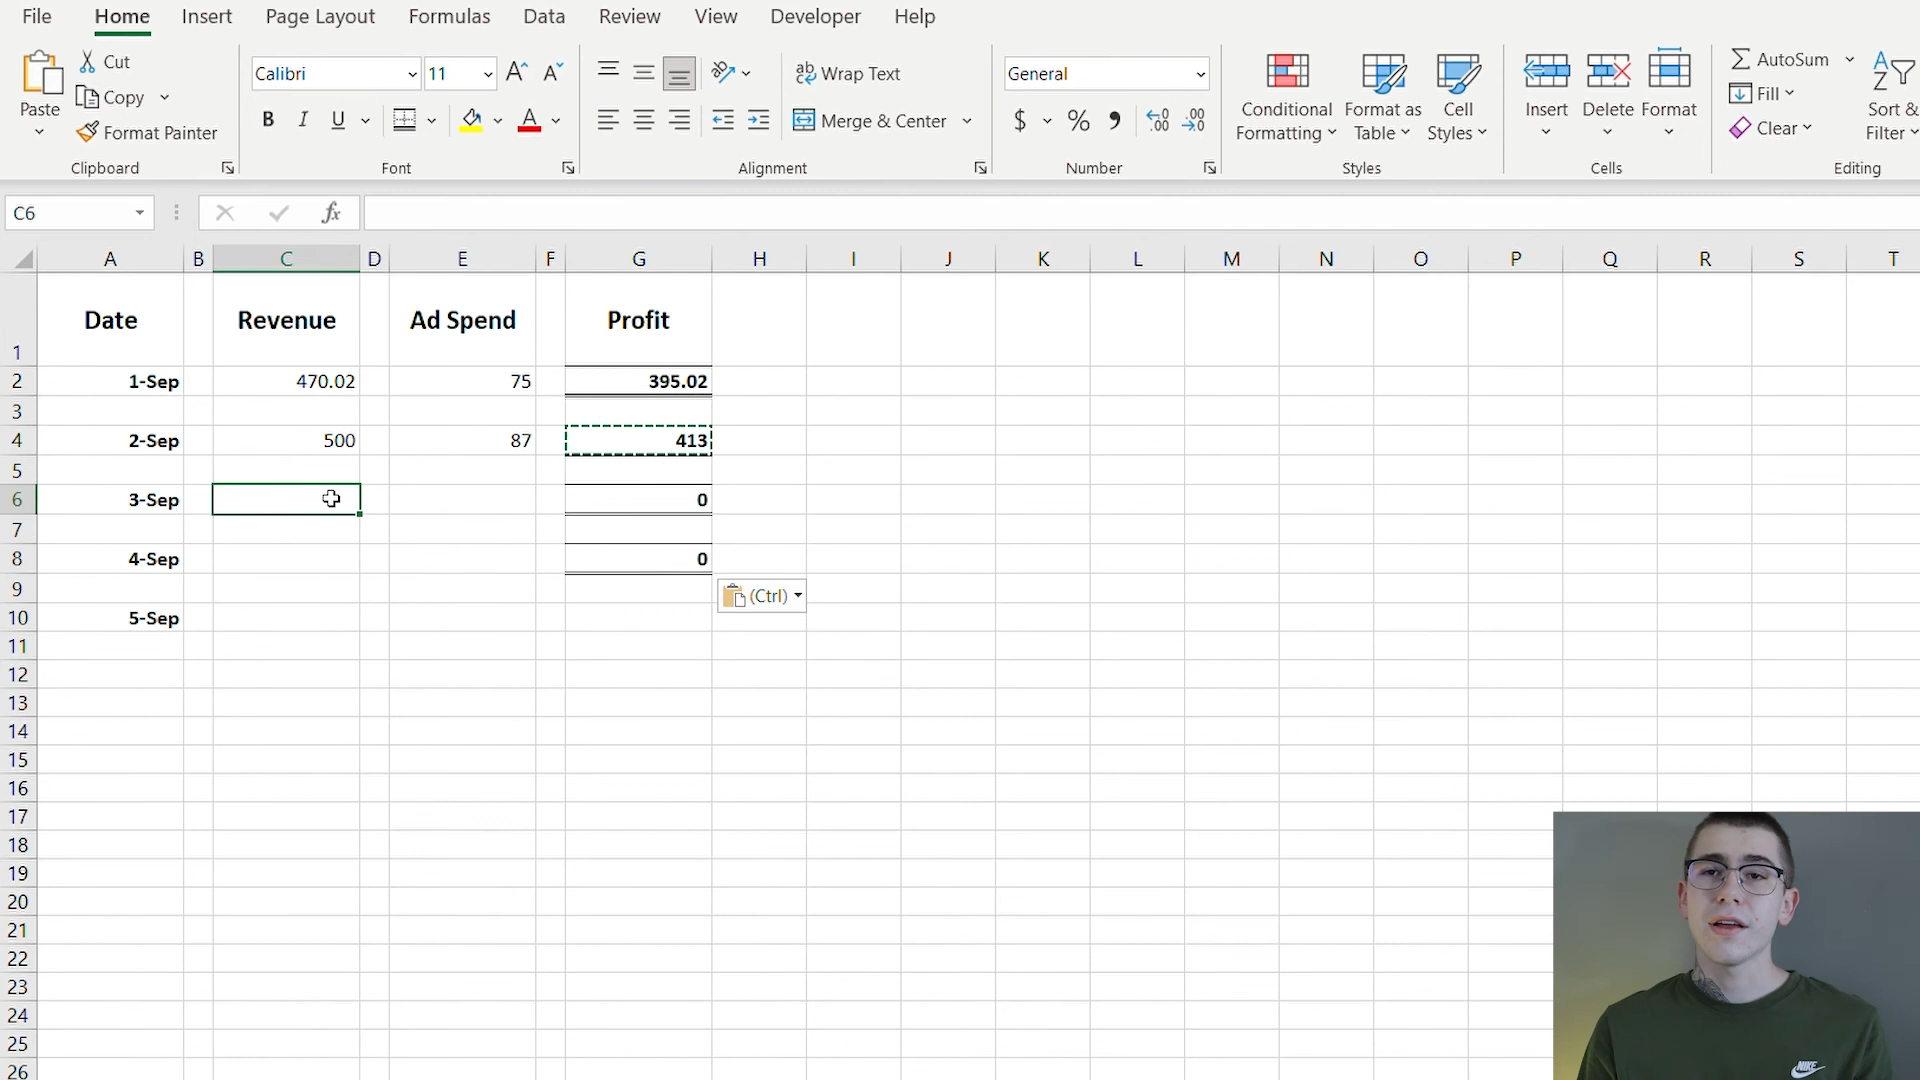 File Home Insert Page Layout Formulas Data Review View Developer Help
Paste Cut Copy Format Painter Clipboard
Calibri 11 A A B I U A Font
ab Wrap Text Merge & Center Alignment
General $ % , .00 .00 Number
Conditional Formatting Format as Table Cell Styles Styles
Insert Delete Format Cells
AutoSum Fill Clear A Z Sort & Filter Editing
C6 fx
A B C D E F G H I J K L M N O P Q R S T
1 Date Revenue Ad Spend Profit
2 1-Sep 470.02 75 395.02
3
4 2-Sep 500 87 413
5
6 3-Sep 0
7
8 4-Sep 0
9 (Ctrl)
10 5-Sep
11
12
13
14
15
16
17
18
19
20
21
22
23
24
25
26
NIKE